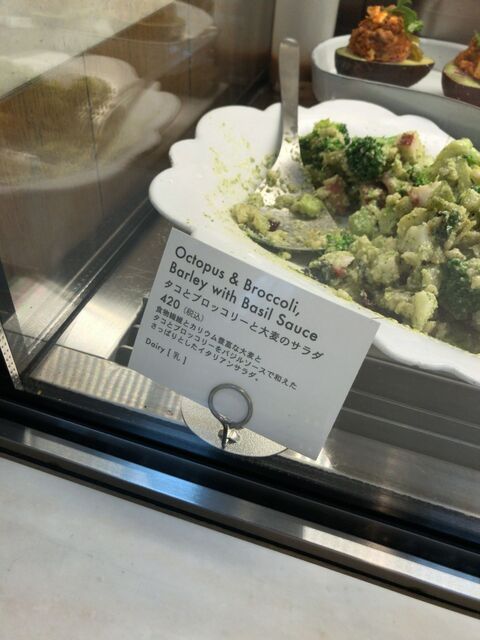 Octopus & Broccoli,
Barley with Basil Sauce
タコとブロッコリーと大麦のサラダ
420 (税込)
食物繊維とカリウム豊富な大麦と
タコとブロッコリーをバジルソースで和えた
さっぱりとしたイタリアンサラダ。
Dairy [ 乳 ]